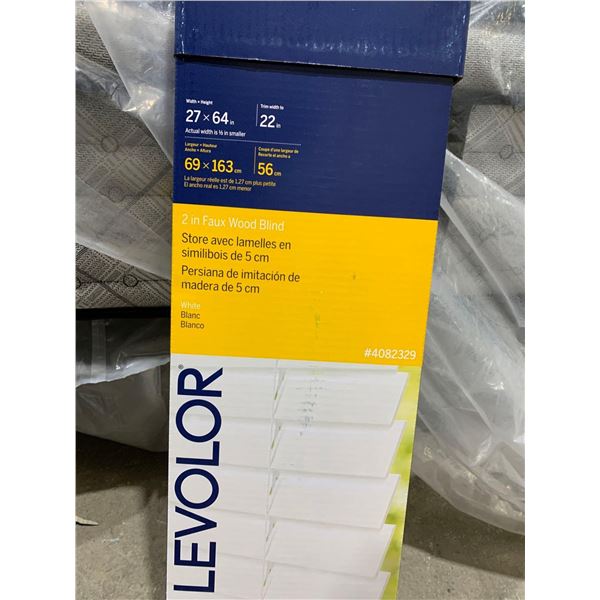 Width × Height
27 × 64 in
Trim width to
22 in
Actual width is ½ in smaller
Largeur × Hauteur
Ancho × Altura
69 × 163 cm
Coupe d'une largeur de
Recorte el ancho a
56 cm
La largeur réelle est de 1,27 cm plus petite
El ancho real es 1,27 cm menor
2 in Faux Wood Blind
Store avec lamelles en
similibois de 5 cm
Persiana de imitación de
madera de 5 cm
White
Blanc
Blanco
#4082329
LEVOLOR®